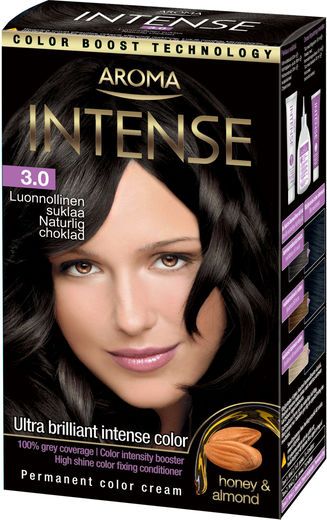 AROMA
INTENSE
COLOR BOOST TECHNOLOGY
AROMA
INTENSE
3.0
Luonnollinen
suklaa
Naturlig
choklad
Ultra brilliant intense color
100% grey coverage | Color intensity booster
High shine color fixing conditioner
Permanent color cream
honey &
almond